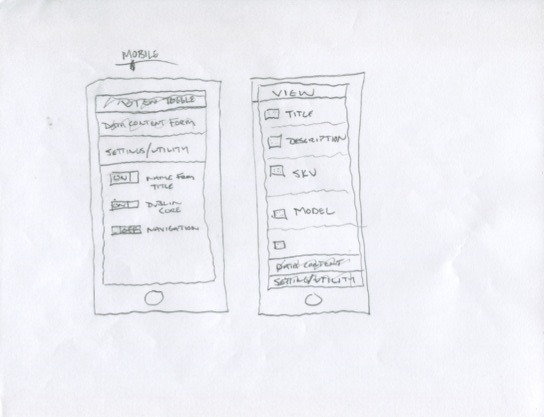 MOBILE
TOGGLE
DATA CONTENT FORM
SETTINGS/UTILITY
ON NAME FROM
TITLE
ON DUBLIN
CORE
OFF NAVIGATION
VIEW
TITLE
DESCRIPTION
SKU
MODEL
DATA CONTENT
SETTING/UTILITY